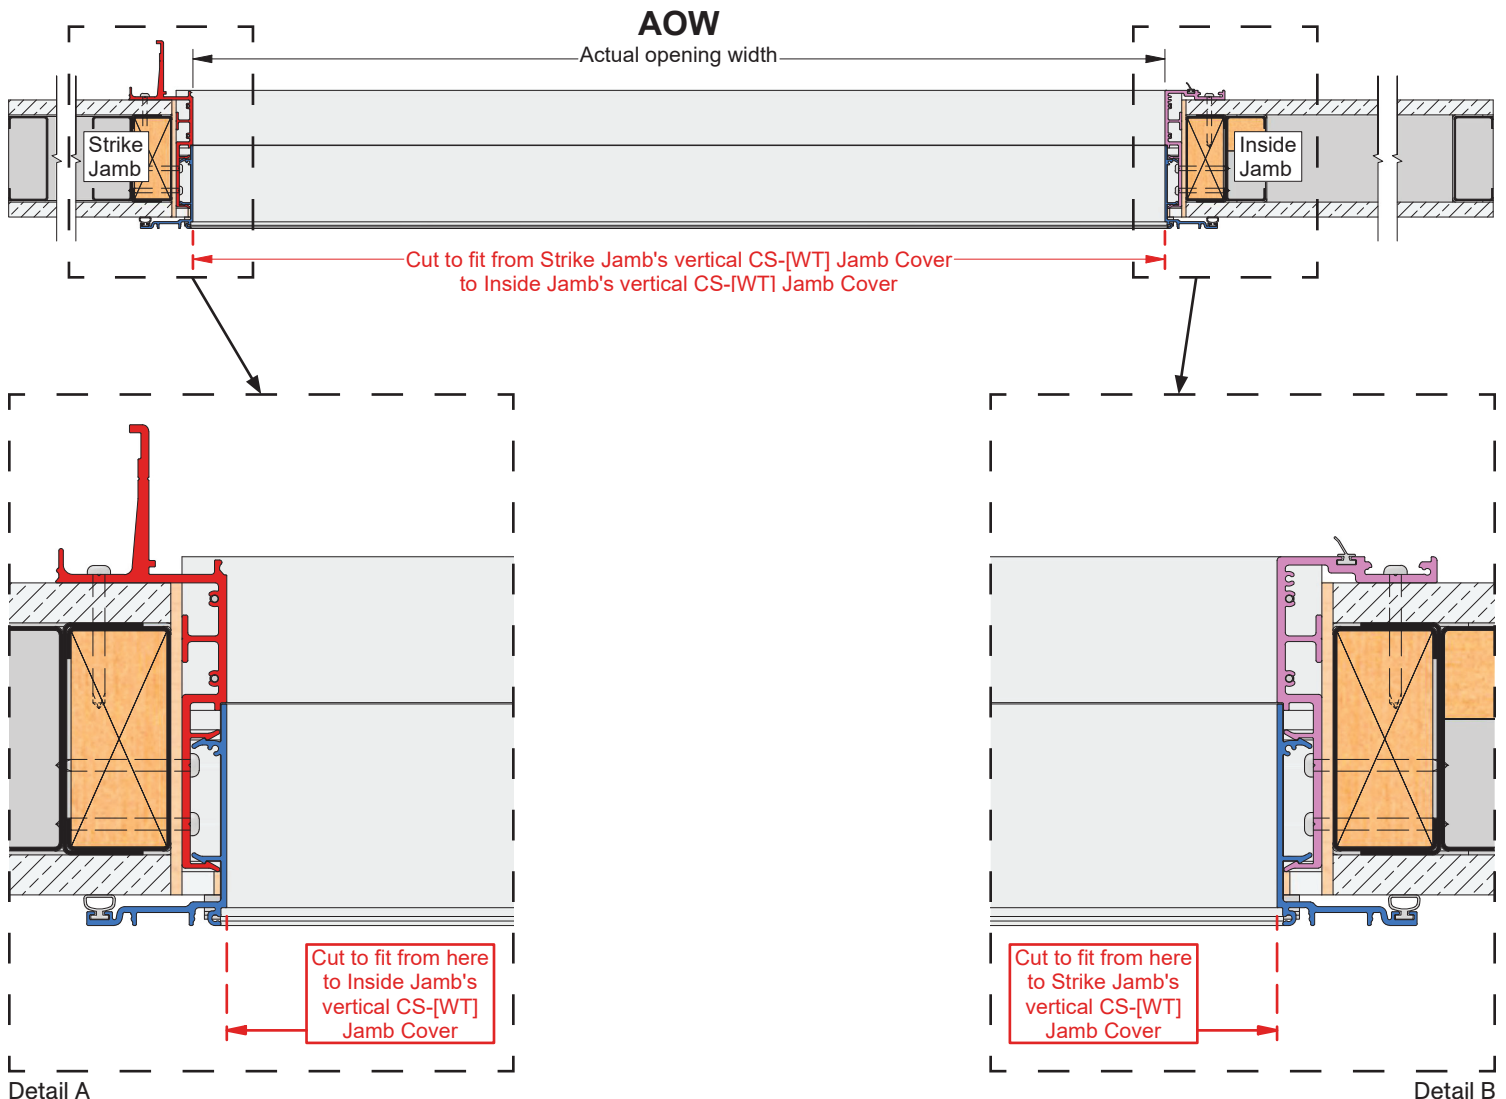 AOW
Actual opening width
Strike
Jamb
Inside
Jamb
Cut to fit from Strike Jamb's vertical CS-[WT] Jamb Cover
to Inside Jamb's vertical CS-[WT] Jamb Cover
Cut to fit from here
to Inside Jamb's
vertical CS-[WT]
Jamb Cover
Cut to fit from here
to Strike Jamb's
vertical CS-[WT]
Jamb Cover
Detail A
Detail B